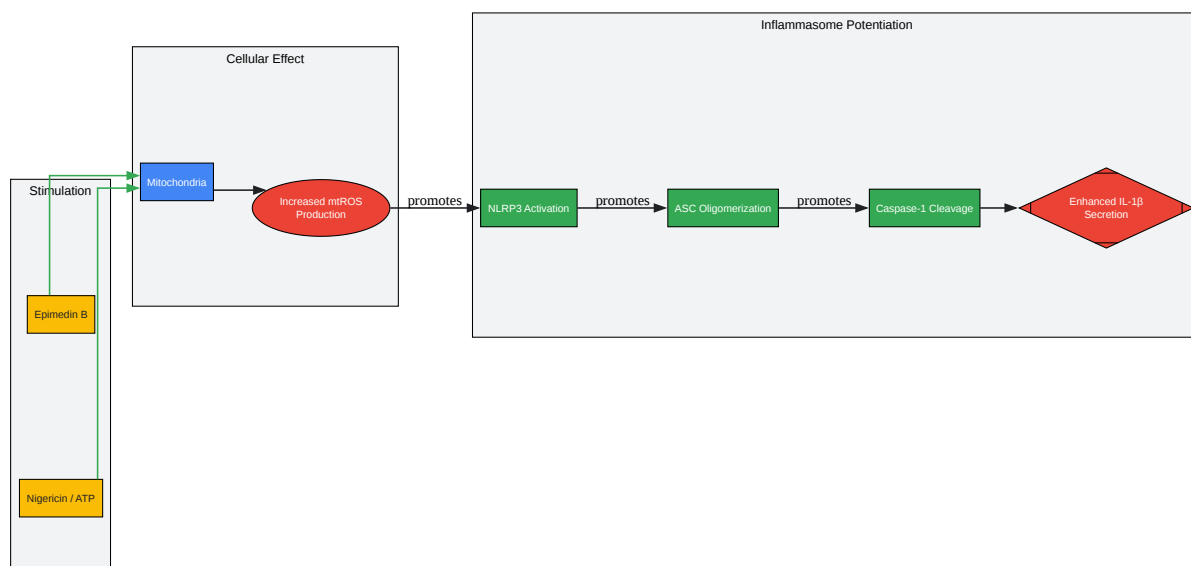 Inflammasome Potentiation
Cellular Effect
Stimulation
Mitochondria
Increased mtROS
Production
promotes
NLRP3 Activation
promotes
ASC Oligomerization
promotes
Caspase-1 Cleavage
Enhanced IL-1β
Secretion
Epimedin B
Nigericin / ATP